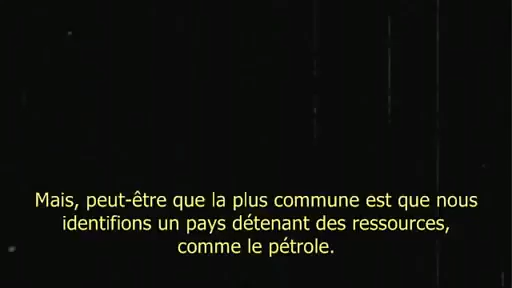 Mais, peut-être que la plus commune est que nous
identifions un pays détenant des ressources,
comme le pétrole.